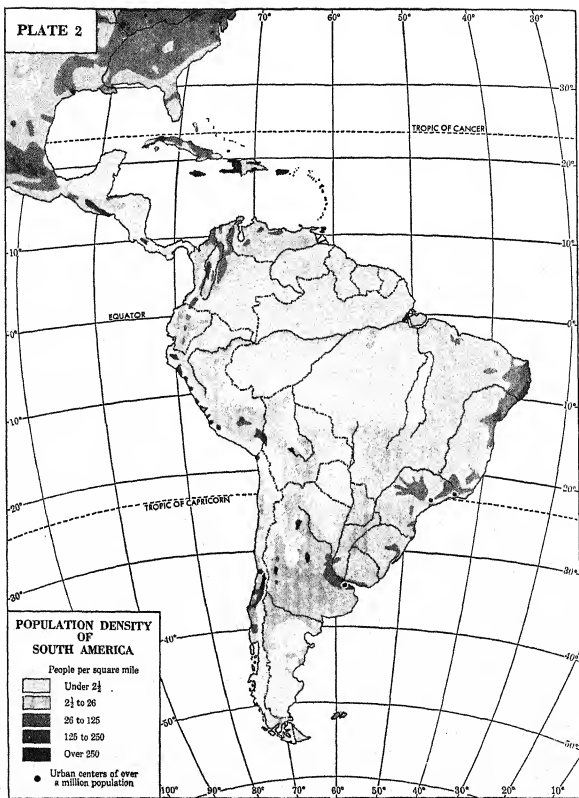 PLATE 2
70° 60° 50° 40° 30°
30°
TROPIC OF CANCER
20°
10°
10°
EQUATOR
0°
0°
10°
10°
20°
TROPIC OF CAPRICORN
20°
30°
30°
40°
40°
50°
50°
100° 90° 80° 70° 60° 50° 40° 30°
POPULATION DENSITY
OF
SOUTH AMERICA
People per square mile
Under 2½
2½ to 26
26 to 125
125 to 250
Over 250
Urban centers of over
a million population